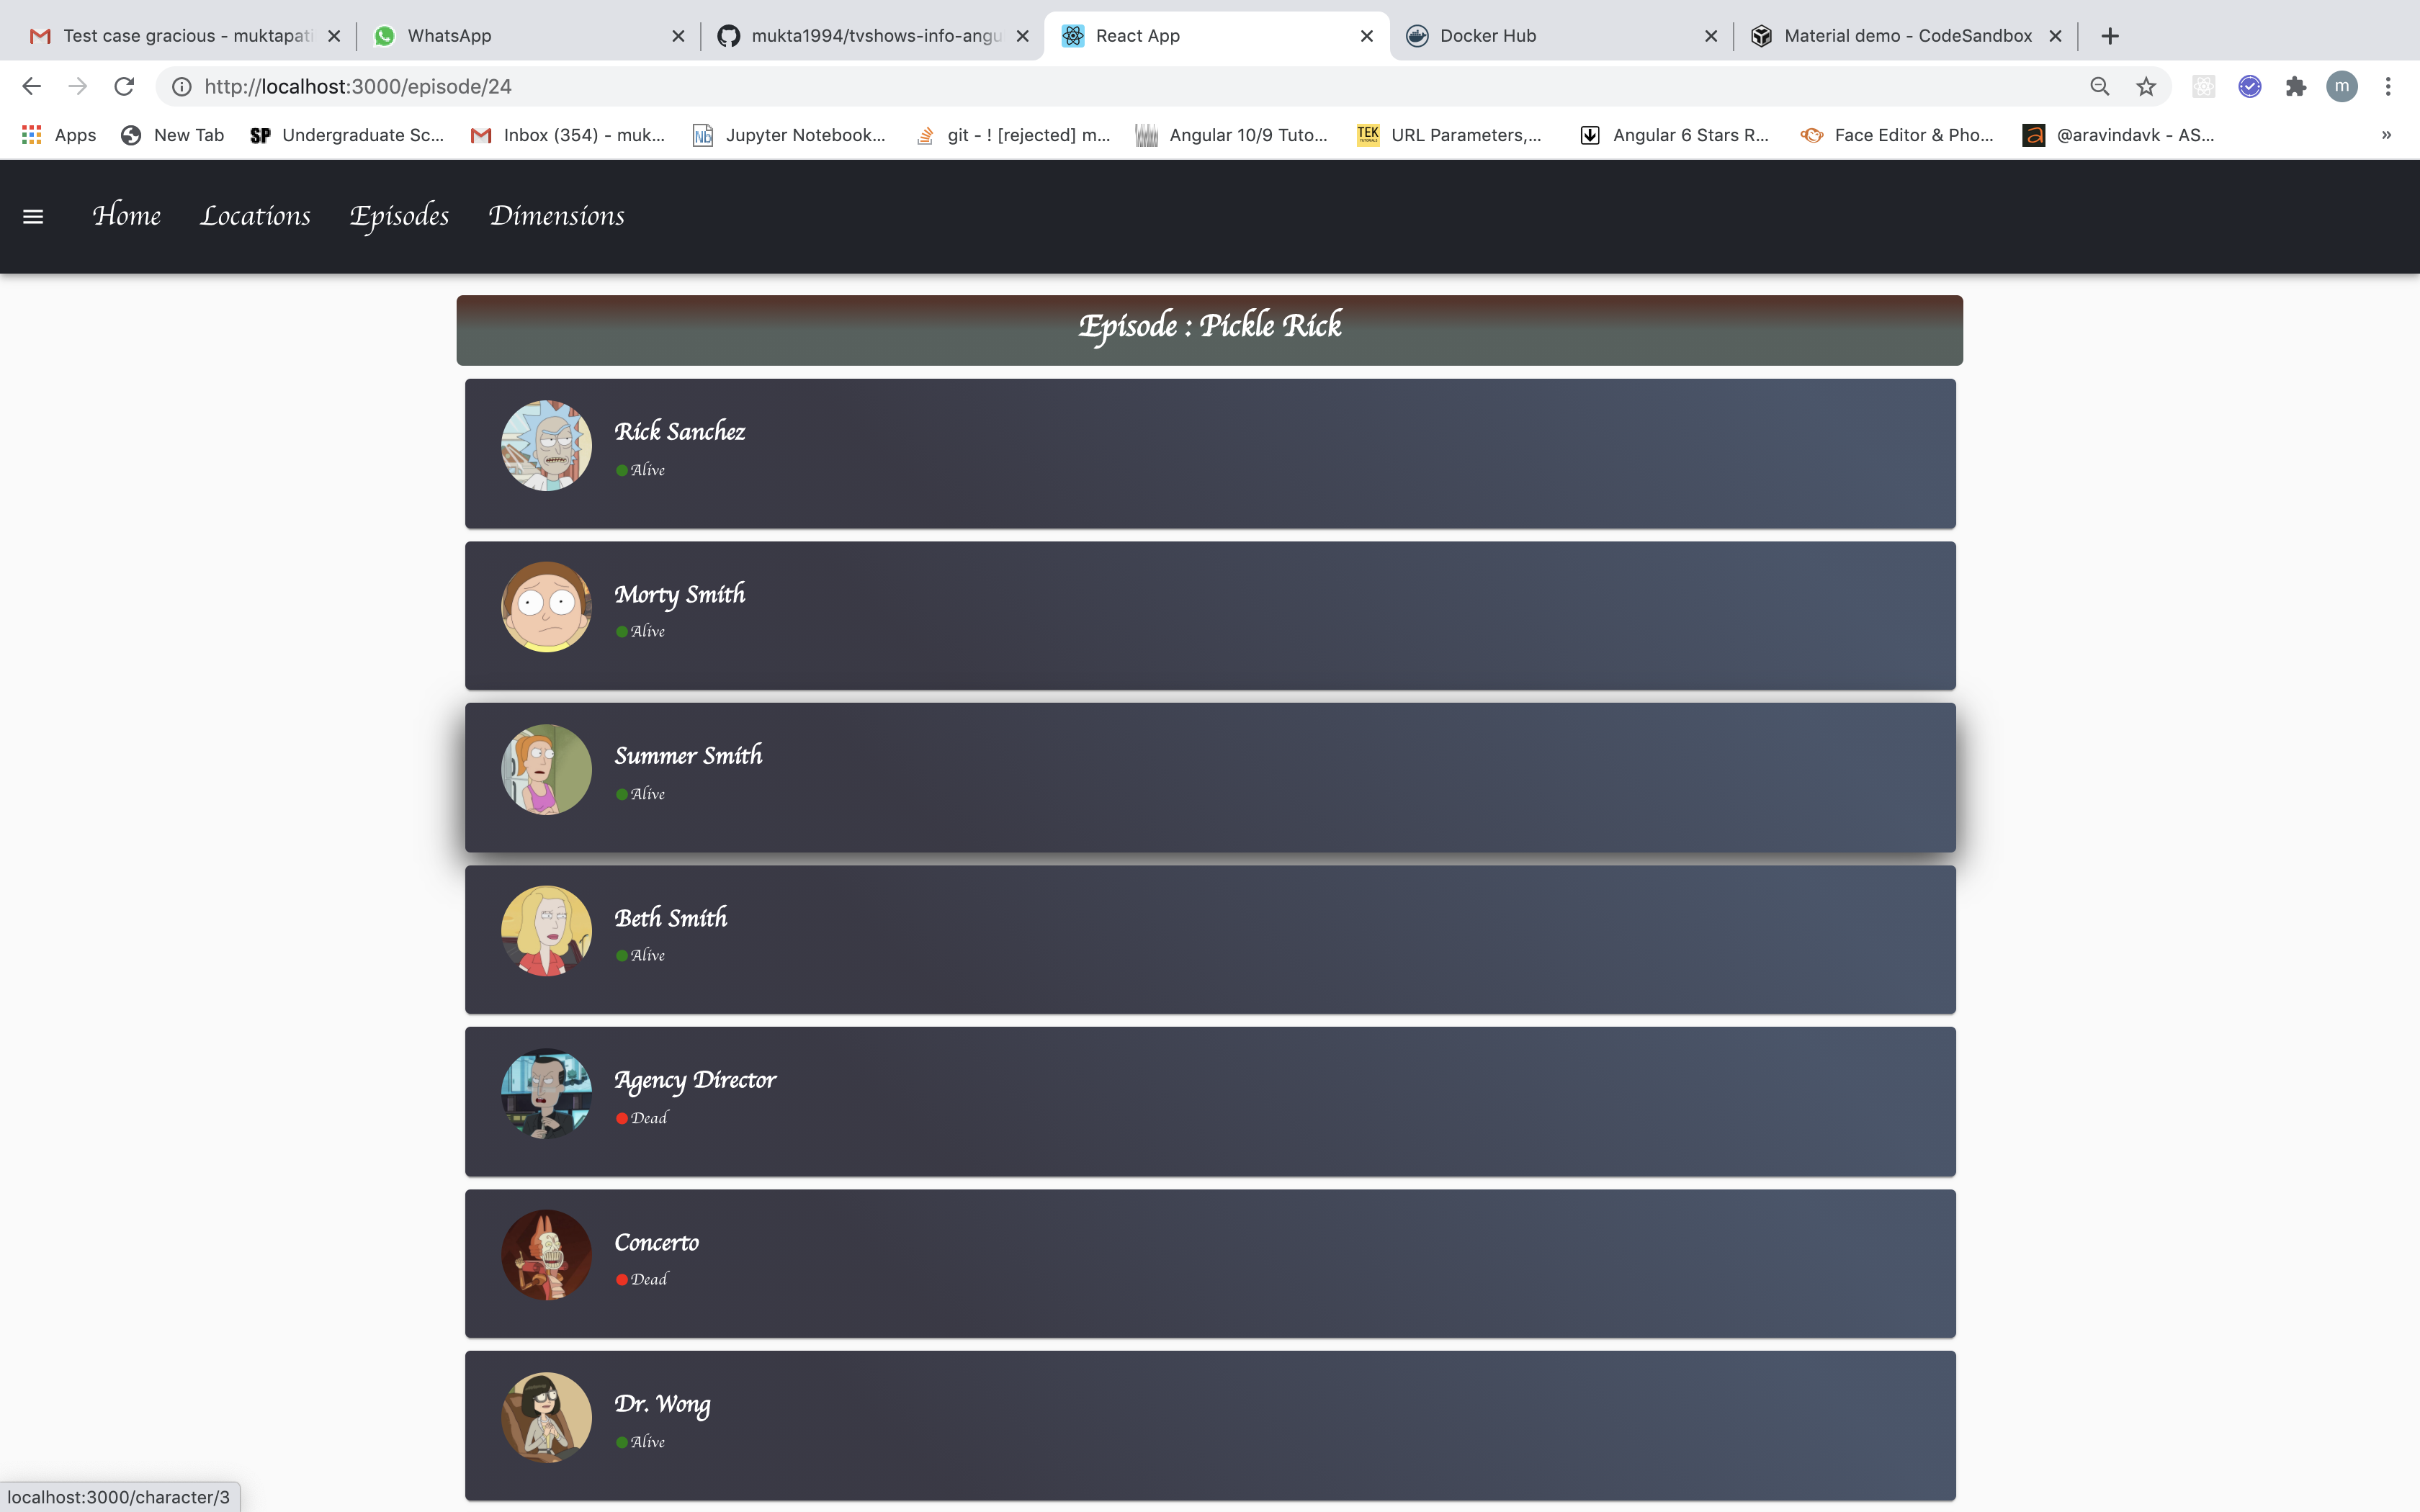 Test case gracious - muktapati
WhatsApp
mukta1994/tvshows-info-angu
React App
Docker Hub
Material demo - CodeSandbox
http://localhost:3000/episode/24
m
Apps
New Tab
SP Undergraduate Sc...
Inbox (354) - muk...
Nb Jupyter Notebook...
git - ! [rejected] m...
Angular 10/9 Tuto...
TEK URL Parameters,...
Angular 6 Stars R...
Face Editor & Pho...
a @aravindavk - AS...
»
Home Locations Episodes Dimensions
Episode : Pickle Rick
Rick Sanchez
Alive
Morty Smith
Alive
Summer Smith
Alive
Beth Smith
Alive
Agency Director
Dead
Concerto
Dead
Dr. Wong
Alive
localhost:3000/character/3